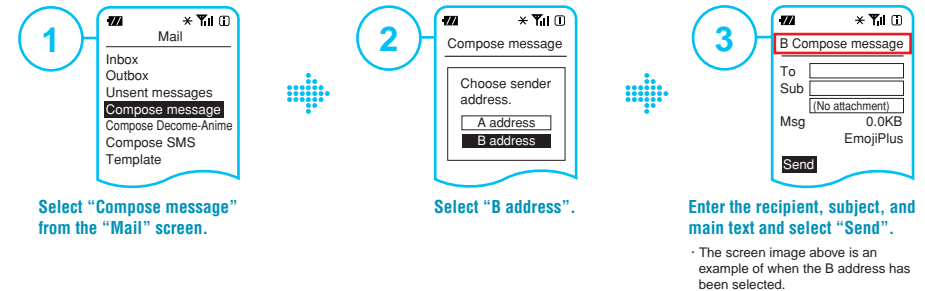 1
Mail
Inbox
Outbox
Unsent messages
Compose message
Compose Decome-Anime
Compose SMS
Template
Select “Compose message”
from the “Mail” screen.
2
Compose message
Choose sender
address.
A address
B address
Select “B address”.
3
B Compose message
To
Sub
(No attachment)
Msg 0.0KB
EmojiPlus
Send
Enter the recipient, subject, and
main text and select “Send”.
· The screen image above is an
example of when the B address has
been selected.